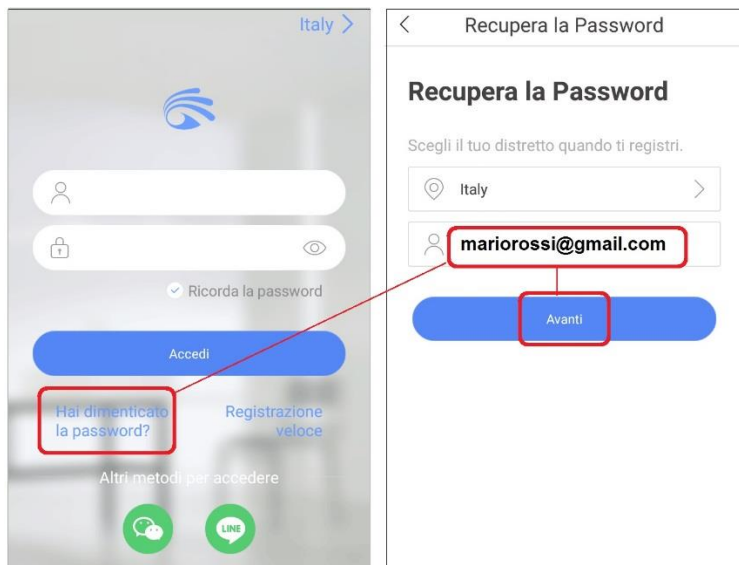 Italy
Ricorda la password
Accedi
Hai dimenticato
la password?
Registrazione
veloce
Altri metodi per accedere
LINE
Recupera la Password
Recupera la Password
Scegli il tuo distretto quando ti registri.
Italy
mariorossi@gmail.com
Avanti